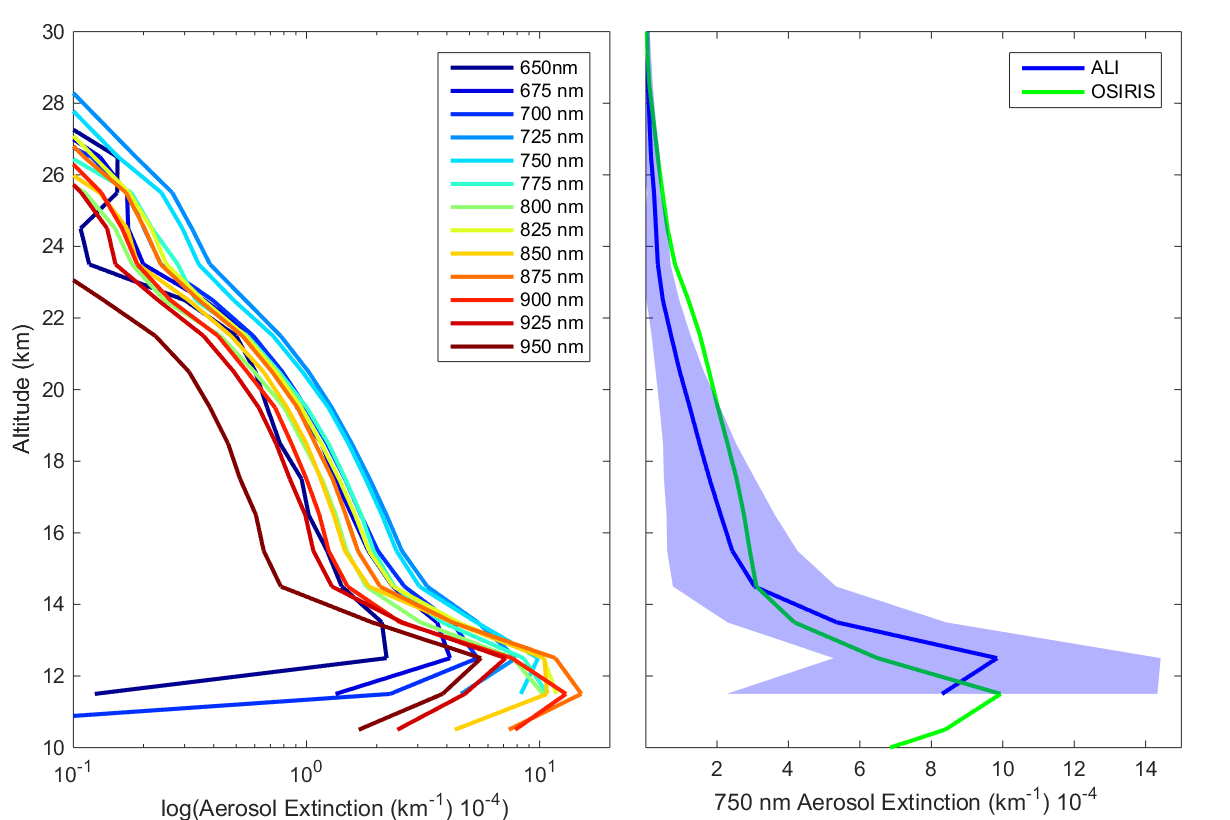 30
28
26
24
22
20
18
16
14
12
10
Altitude (km)
650nm
675 nm
700 nm
725 nm
750 nm
775 nm
800 nm
825 nm
850 nm
875 nm
900 nm
925 nm
950 nm
10⁻¹
10⁰
10¹
log(Aerosol Extinction (km⁻¹) 10⁻⁴)
ALI
OSIRIS
2
4
6
8
10
12
14
750 nm Aerosol Extinction (km⁻¹) 10⁻⁴